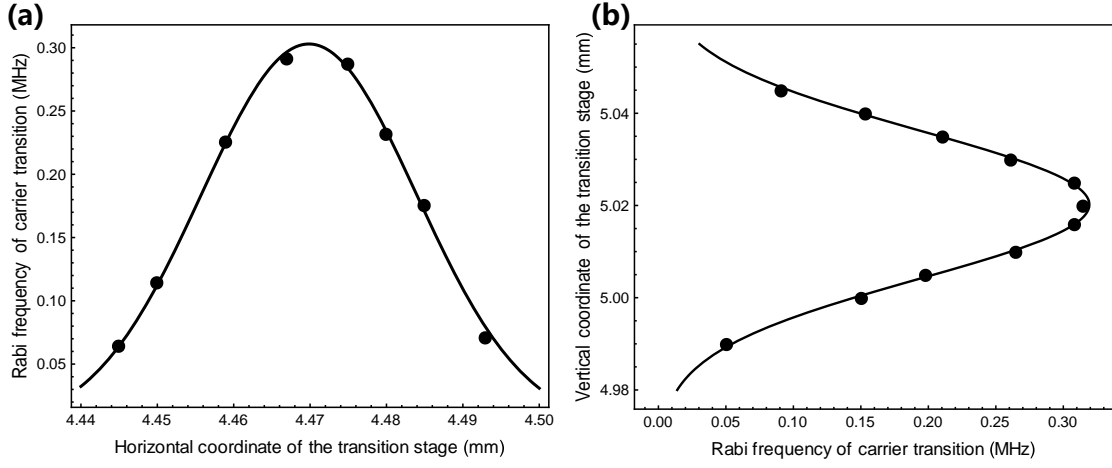 (a)
Rabi frequency of carrier transition (MHz)
0.30
0.25
0.20
0.15
0.10
0.05
4.44 4.45 4.46 4.47 4.48 4.49 4.50
Horizontal coordinate of the transition stage (mm)
(b)
Vertical coordinate of the transition stage (mm)
5.04
5.02
5.00
4.98
0.00 0.05 0.10 0.15 0.20 0.25 0.30
Rabi frequency of carrier transition (MHz)